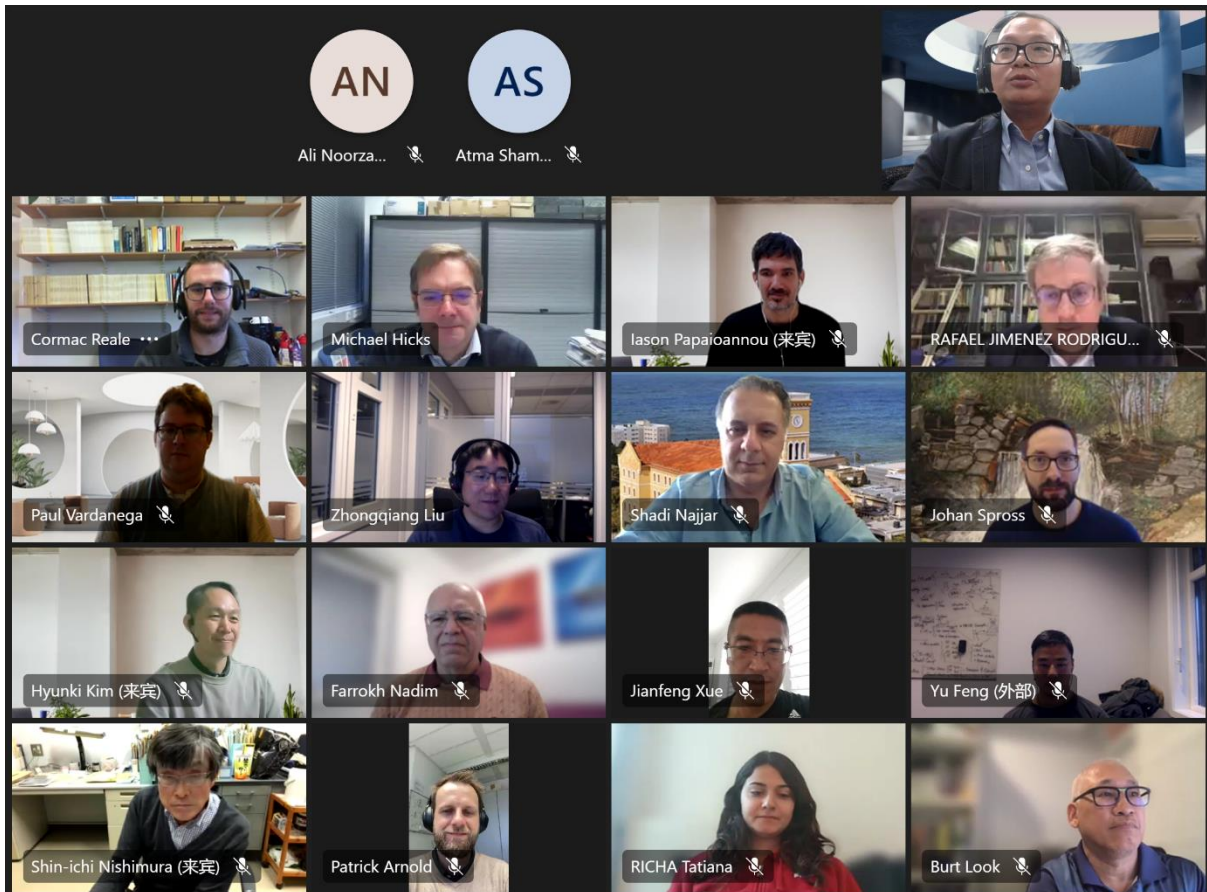 AN
AS
Ali Noorza...
Atma Sham...
Cormac Reale
Michael Hicks
Iason Papaioannou (来宾)
RAFAEL JIMENEZ RODRIGU...
Paul Vardanega
Zhongqiang Liu
Shadi Najjar
Johan Spross
Hyunki Kim (来宾)
Farrokh Nadim
Jianfeng Xue
Yu Feng (外部)
Shin-ichi Nishimura (来宾)
Patrick Arnold
RICHA Tatiana
Burt Look